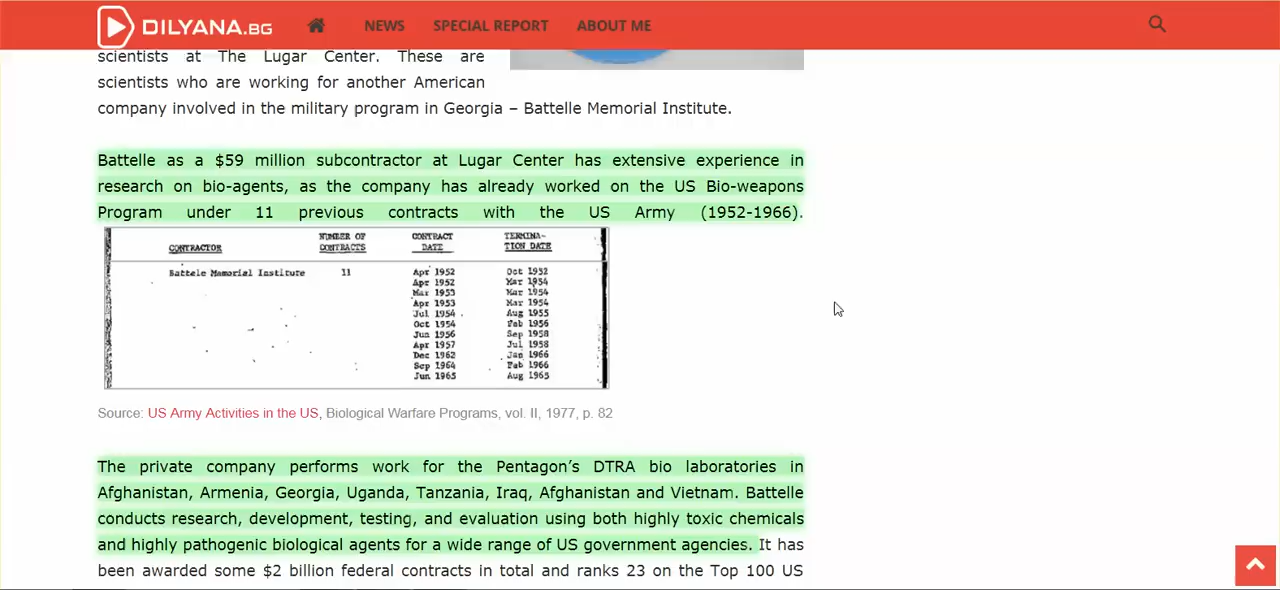 DILYANA.BG NEWS SPECIAL REPORT ABOUT ME
scientists at The Lugar Center. These are
scientists who are working for another American
company involved in the military program in Georgia – Battelle Memorial Institute.
Battelle as a $59 million subcontractor at Lugar Center has extensive experience in
research on bio-agents, as the company has already worked on the US Bio-weapons
Program under 11 previous contracts with the US Army (1952-1966).
NUMBER OF CONTRACT TERMINA-
CONTRACTOR CONTRACTS DATE TION DATE
Battele Memorial Institute 11 Apr 1952 Oct 1952
Apr 1952 Mar 1954
Mar 1953 Mar 1954
Apr 1953 Mar 1954
Jul 1954 Aug 1955
Oct 1954 Feb 1956
Jun 1956 Sep 1958
Apr 1957 Jul 1958
Dec 1962 Jan 1966
Sep 1964 Feb 1966
Jun 1965 Aug 1965
Source: US Army Activities in the US, Biological Warfare Programs, vol. II, 1977, p. 82
The private company performs work for the Pentagon’s DTRA bio laboratories in
Afghanistan, Armenia, Georgia, Uganda, Tanzania, Iraq, Afghanistan and Vietnam. Battelle
conducts research, development, testing, and evaluation using both highly toxic chemicals
and highly pathogenic biological agents for a wide range of US government agencies. It has
been awarded some $2 billion federal contracts in total and ranks 23 on the Top 100 US